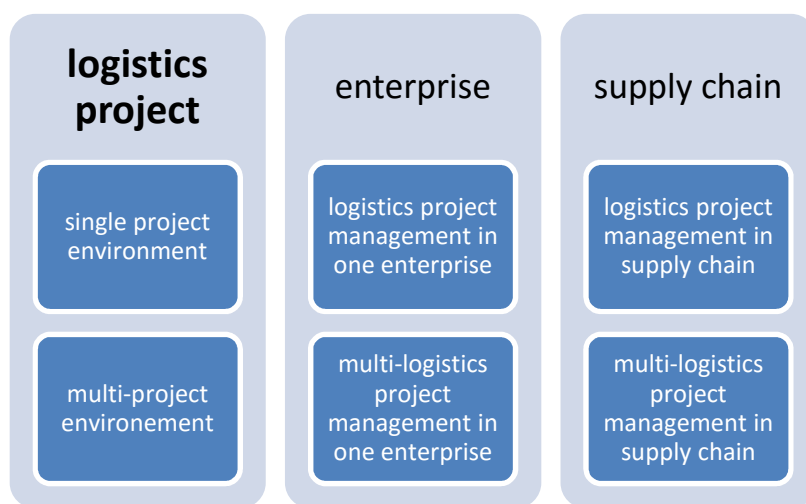 logistics
project
single project
environment
multi-project
environement
enterprise
logistics project
management in
one enterprise
multi-logistics
project
management in
one enterprise
supply chain
logistics project
management in
supply chain
multi-logistics
project
management in
supply chain